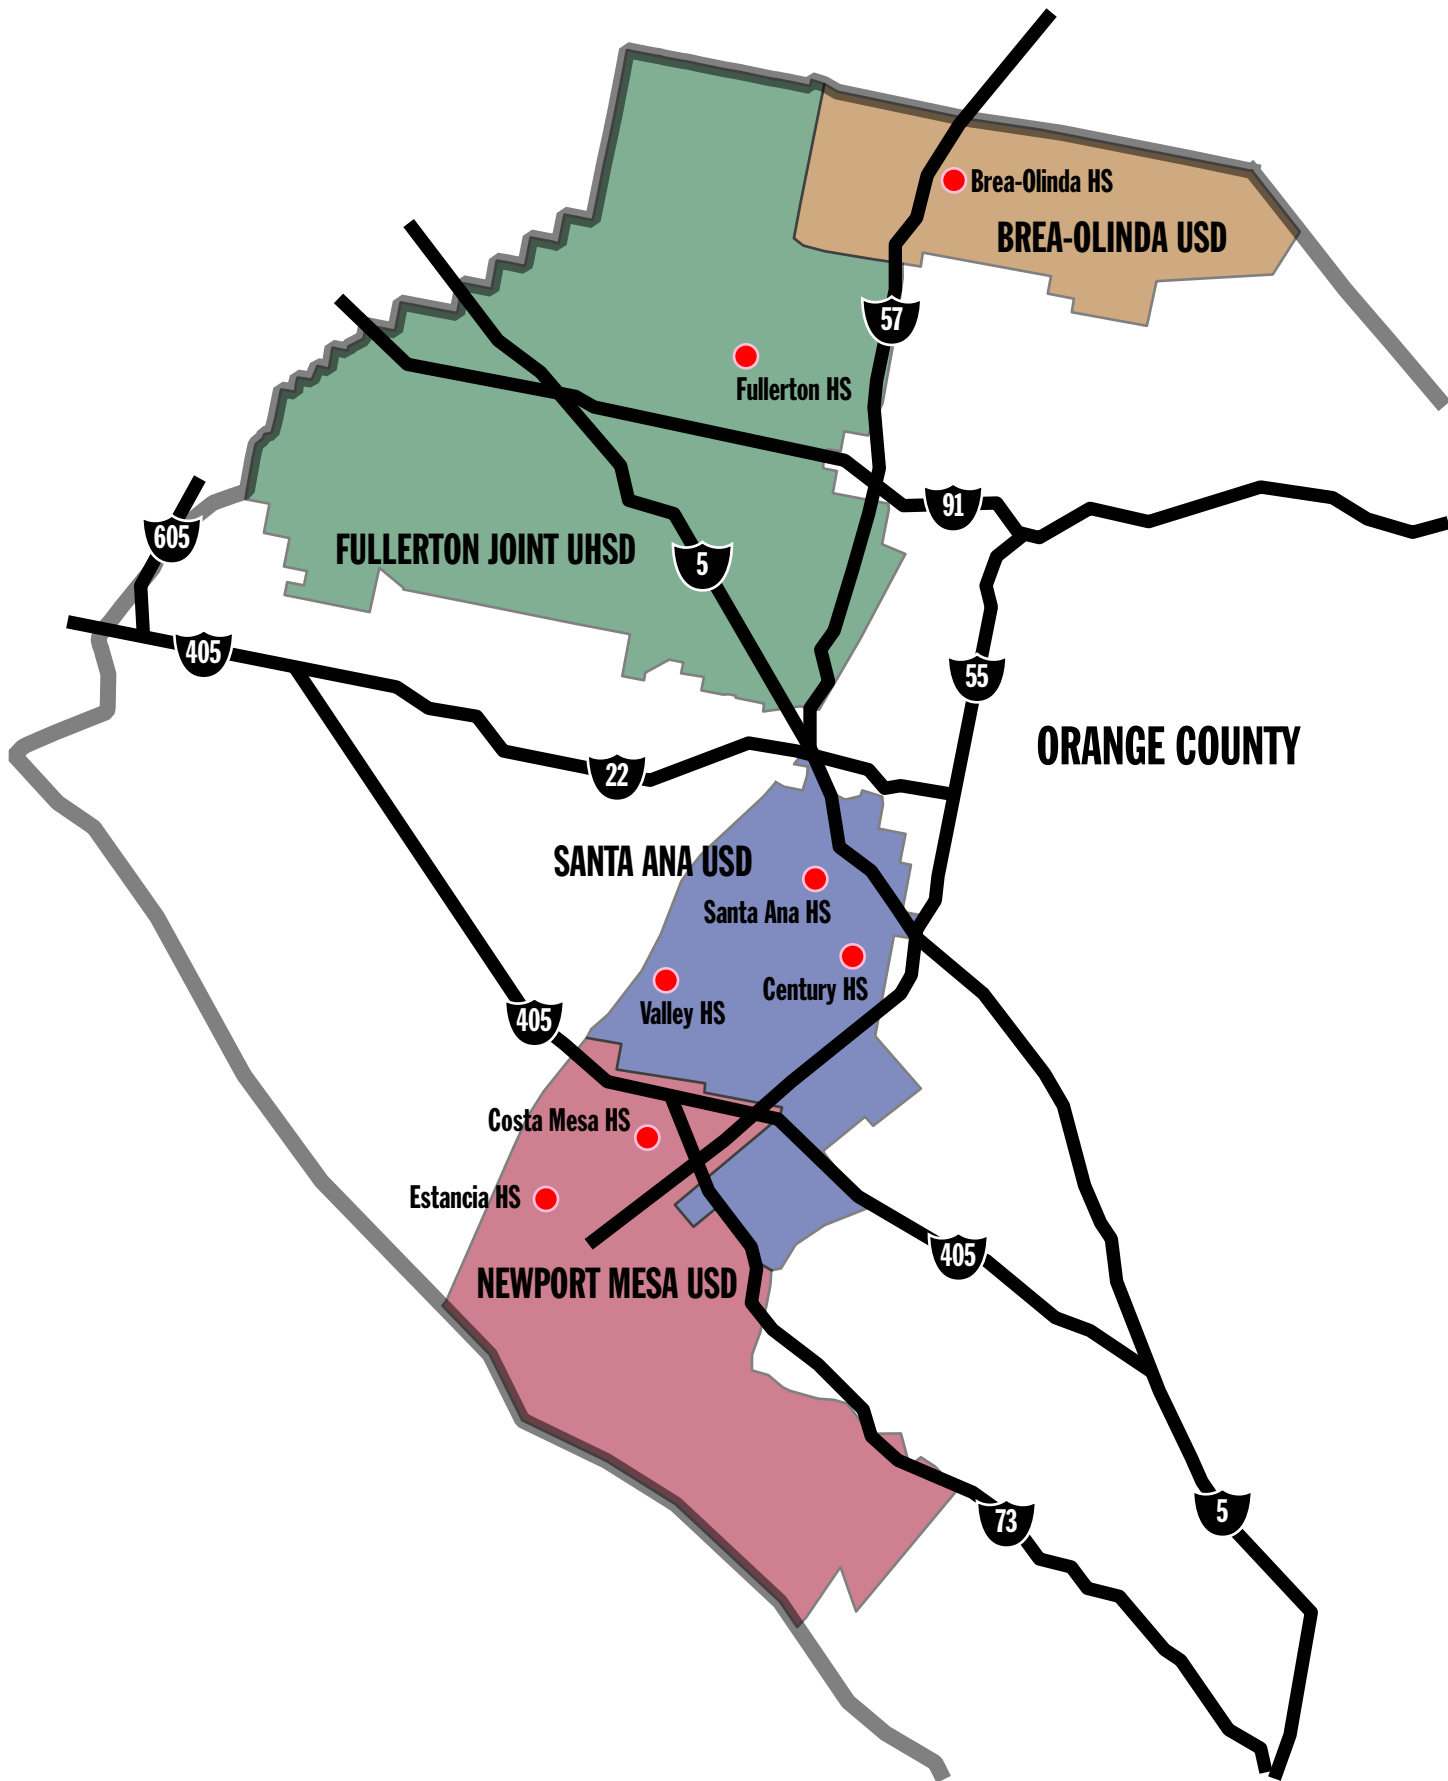 Brea-Olinda HS
BREA-OLINDA USD
57
Fullerton HS
91
605
FULLERTON JOINT UHSD
5
405
55
ORANGE COUNTY
22
SANTA ANA USD
Santa Ana HS
Century HS
Valley HS
405
Costa Mesa HS
Estancia HS
405
NEWPORT MESA USD
5
73